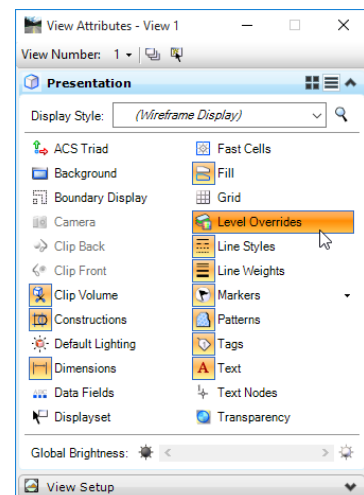 View Attributes - View 1
View Number: 1
Presentation
Display Style: (Wireframe Display)
ACS Triad
Fast Cells
Background
Fill
Boundary Display
Grid
Camera
Level Overrides
Clip Back
Line Styles
Clip Front
Line Weights
Clip Volume
Markers
Constructions
Patterns
Default Lighting
Tags
Dimensions
A Text
Data Fields
Text Nodes
Displayset
Transparency
Global Brightness:
View Setup